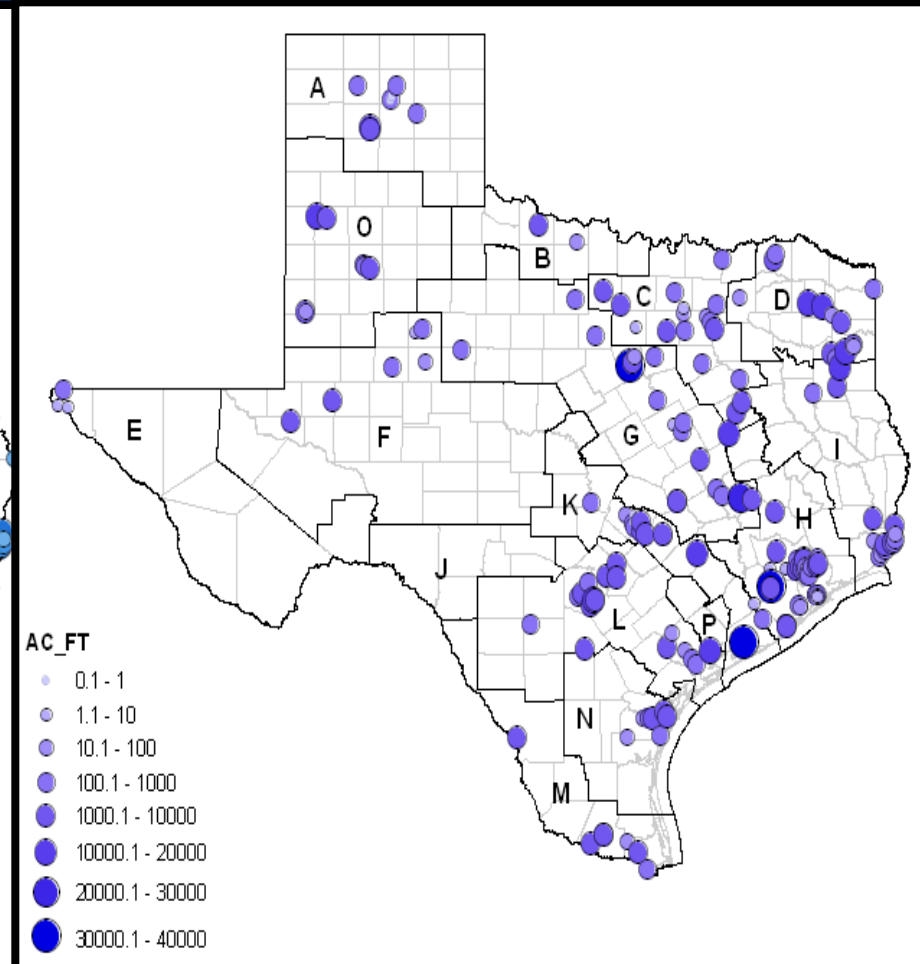 A
O
B
C
D
E
F
G
I
K
H
J
L
P
N
M
AC_FT
0.1 - 1
1.1 - 10
10.1 - 100
100.1 - 1000
1000.1 - 10000
10000.1 - 20000
20000.1 - 30000
30000.1 - 40000